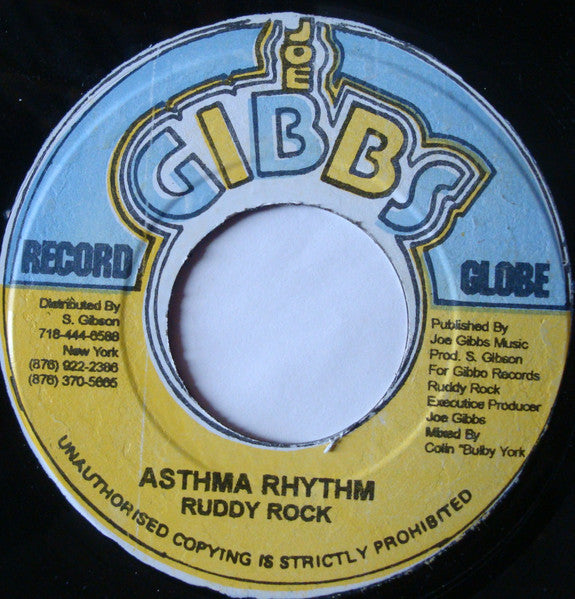 JOE
GIBBS
RECORD
GLOBE
Distributed By
S. Gibson
718-444-6588
New York
(876) 922-2386
(876) 370-5665
Published By
Joe Gibbs Music
Prod. S. Gibson
For Gibbo Records
Ruddy Rock
Executice Producer
Joe Gibbs
Mixed By
Colin "Bulby York
ASTHMA RHYTHM
RUDDY ROCK
UNAUTHORISED COPYING IS STRICTLY PROHIBITED